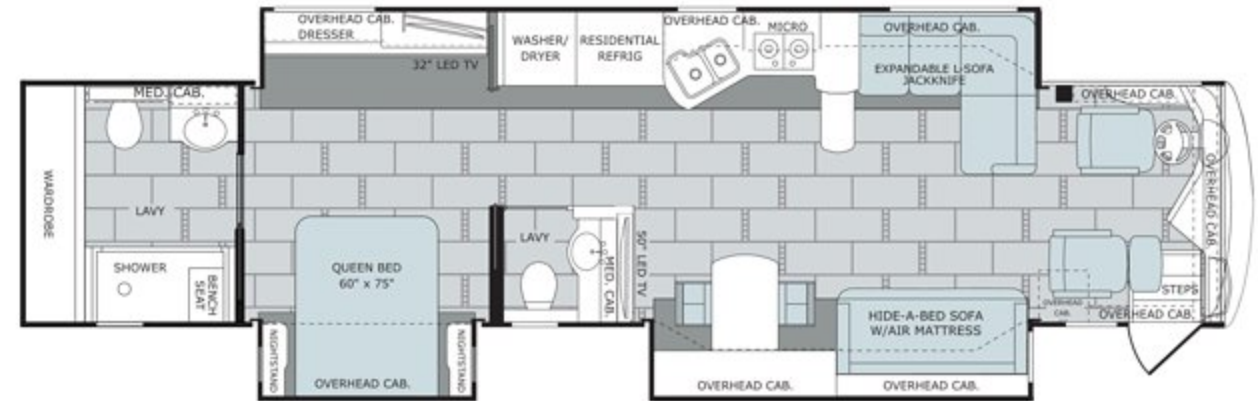 OVERHEAD CAB.
DRESSER
32" LED TV
WASHER/
DRYER
RESIDENTIAL
REFRIG
OVERHEAD CAB.
MICRO
OVERHEAD CAB.
EXPANDABLE L-SOFA
JACKKNIFE
OVERHEAD CAB.
OVERHEAD CAB.
MED. CAB.
WARDROBE
LAVY
SHOWER
BENCH
SEAT
QUEEN BED
60" x 75"
NIGHTSTAND
NIGHTSTAND
OVERHEAD CAB.
LAVY
MED. CAB.
50" LED TV
HIDE-A-BED SOFA
W/AIR MATTRESS
OVERHEAD CAB.
OVERHEAD CAB.
OVERHEAD
CAB.
STEPS
OVERHEAD CAB.